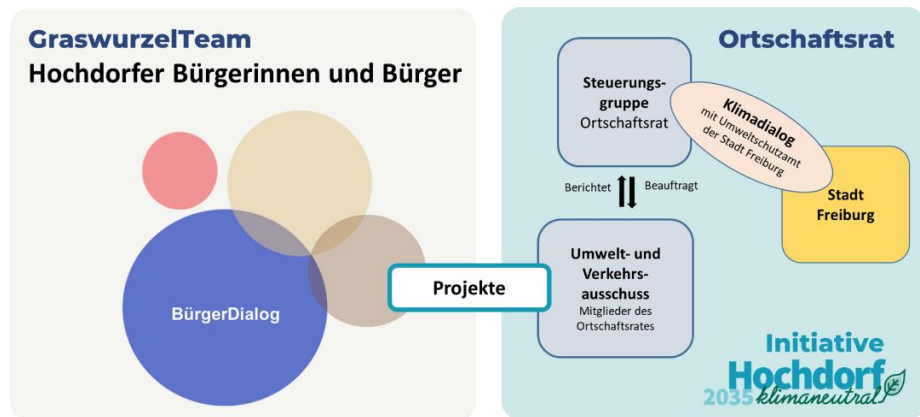 GraswurzelTeam
Hochdorfer Bürgerinnen und Bürger
BürgerDialog
Projekte
Ortschaftsrat
Steuerungs-
gruppe
Ortschaftsrat
Klimadialog
mit Umweltschutzamt
der Stadt Freiburg
Stadt
Freiburg
Berichtet
Beauftragt
Umwelt- und
Verkehrs-
ausschuss
Mitglieder des
Ortschaftsrates
Initiative
Hochdorf
2035 klimaneutral